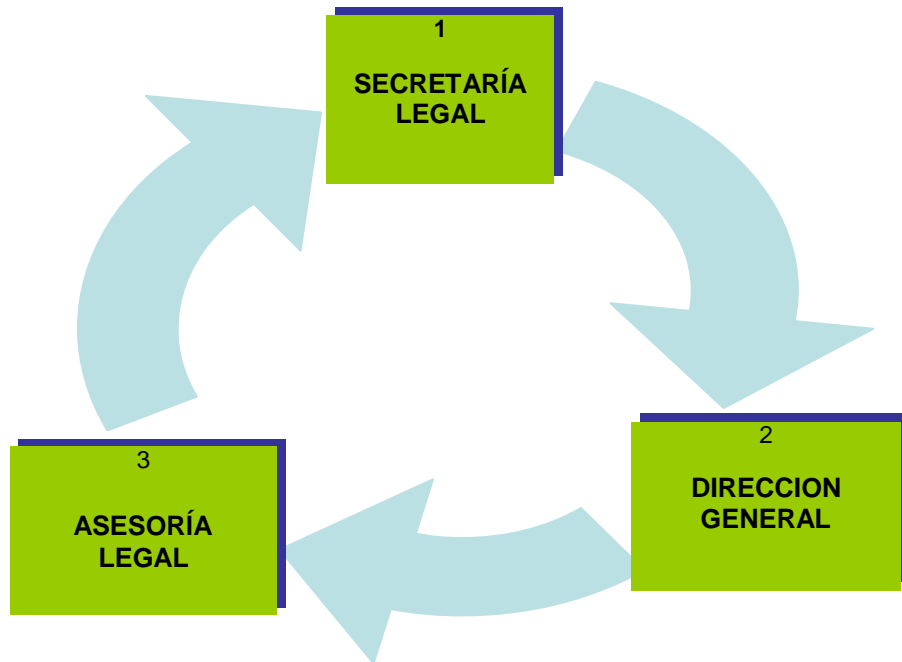 1
SECRETARÍA
LEGAL
2
DIRECCION
GENERAL
3
ASESORÍA
LEGAL